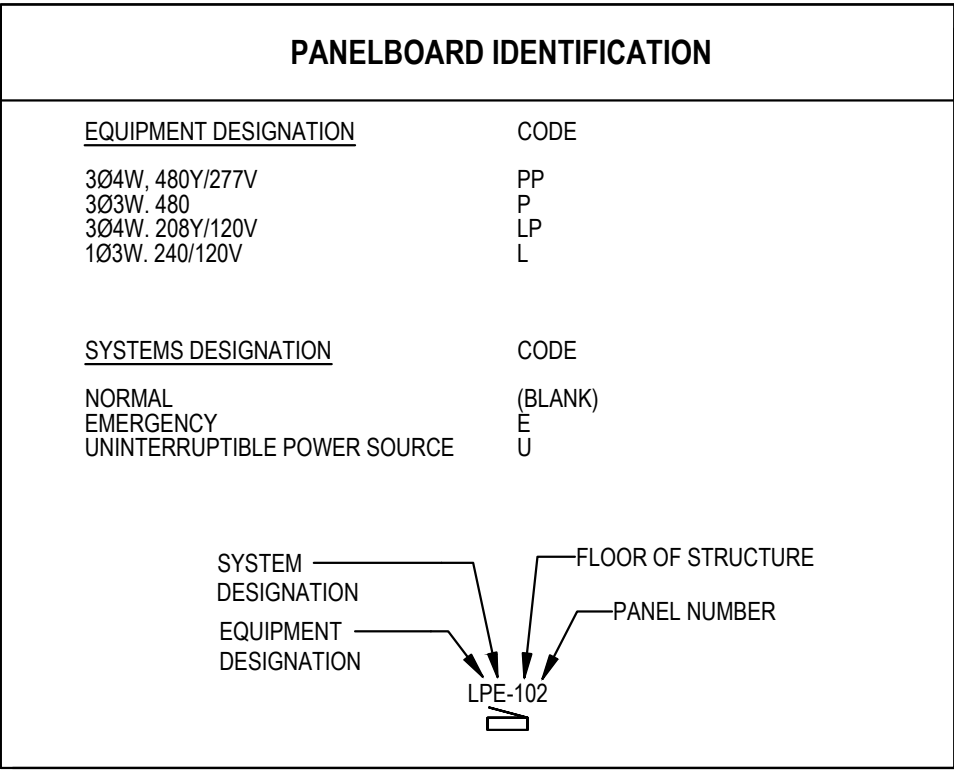 PANELBOARD IDENTIFICATION
EQUIPMENT DESIGNATION CODE
3Ø4W, 480Y/277V PP
3Ø3W. 480 P
3Ø4W. 208Y/120V LP
1Ø3W. 240/120V L
SYSTEMS DESIGNATION CODE
NORMAL (BLANK)
EMERGENCY E
UNINTERRUPTIBLE POWER SOURCE U
SYSTEM DESIGNATION
FLOOR OF STRUCTURE
EQUIPMENT DESIGNATION
PANEL NUMBER
LPE-102